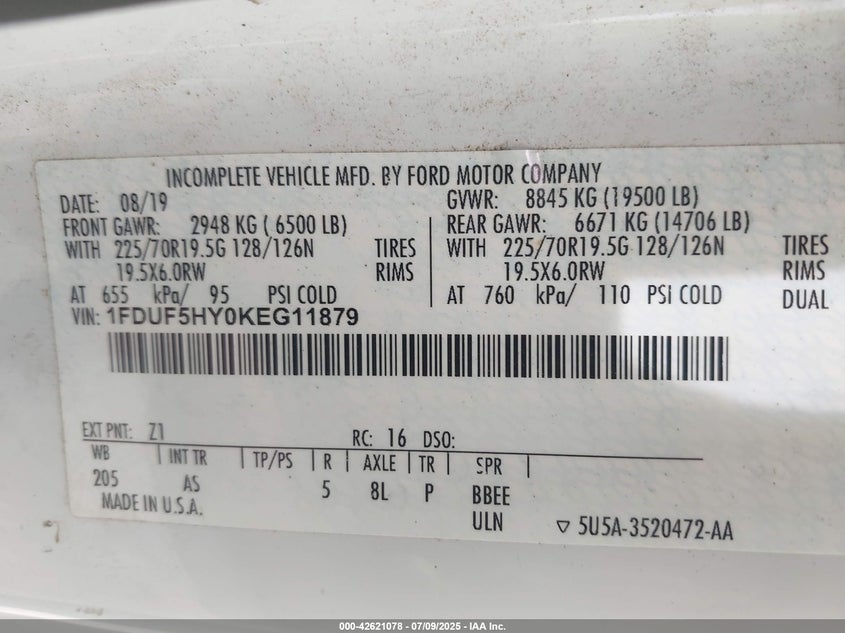 INCOMPLETE VEHICLE MFD. BY FORD MOTOR COMPANY
DATE: 08/19 GVWR: 8845 KG (19500 LB)
FRONT GAWR: 2948 KG ( 6500 LB) REAR GAWR: 6671 KG (14706 LB)
WITH 225/70R19.5G 128/126N TIRES WITH 225/70R19.5G 128/126N TIRES
19.5X6.0RW RIMS 19.5X6.0RW RIMS
AT 655 kPa/ 95 PSI COLD AT 760 kPa/ 110 PSI COLD DUAL
VIN: 1FDUF5HY0KEG11879
EXT PNT: Z1 RC: 16 DSO:
WB INT TR TP/PS R AXLE TR SPR
205 AS 5 8L P BBEE
MADE IN U.S.A. ULN 5U5A-3520472-AA
000-42621078 - 07/09/2025 - IAA Inc.